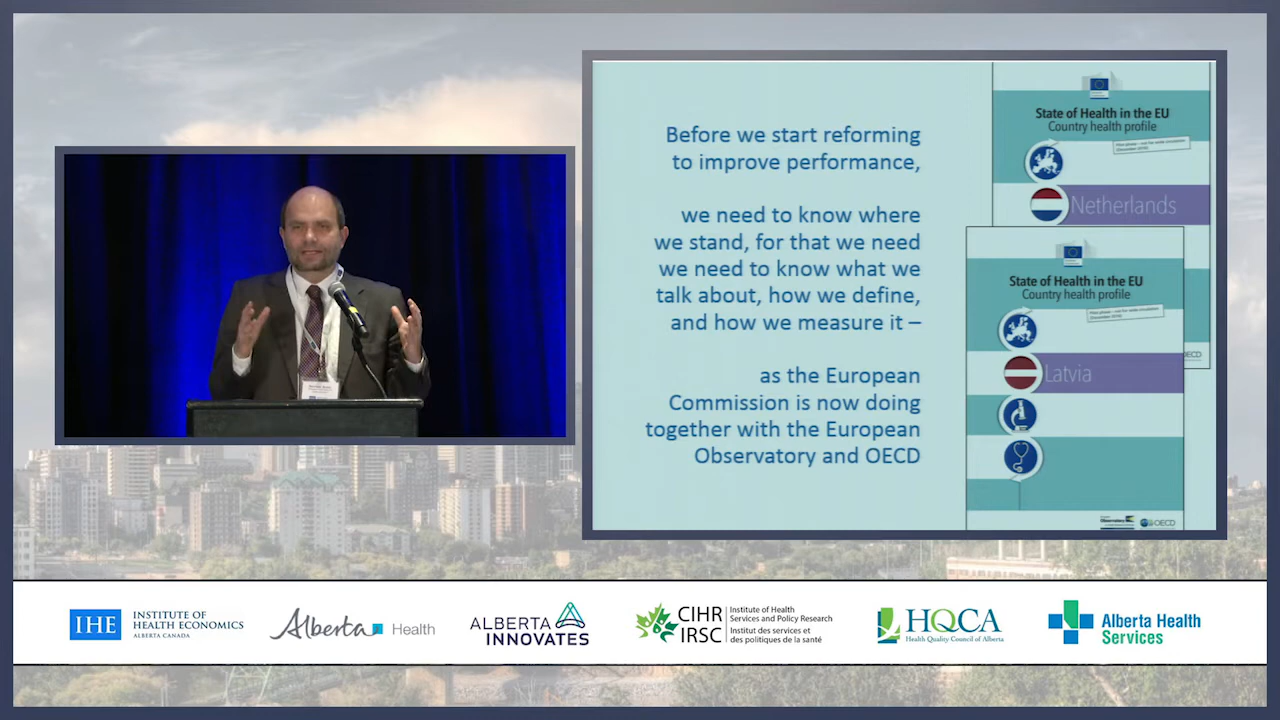 Before we start reforming
to improve performance,
we need to know where
we stand, for that we need
we need to know what we
talk about, how we define,
and how we measure it –
as the European
Commission is now doing
together with the European
Observatory and OECD
State of Health in the EU
Country health profile
Netherlands
OECD
State of Health in the EU
Country health profile
Latvia
Observatory
OECD
IHE
INSTITUTE OF
HEALTH ECONOMICS
ALBERTA CANADA
Alberta Health
ALBERTA
INNOVATES
CIHR
IRSC
Institute of Health
Services and Policy Research
Institut des services et
des politiques de la santé
HQCA
Health Quality Council of Alberta
Alberta Health
Services